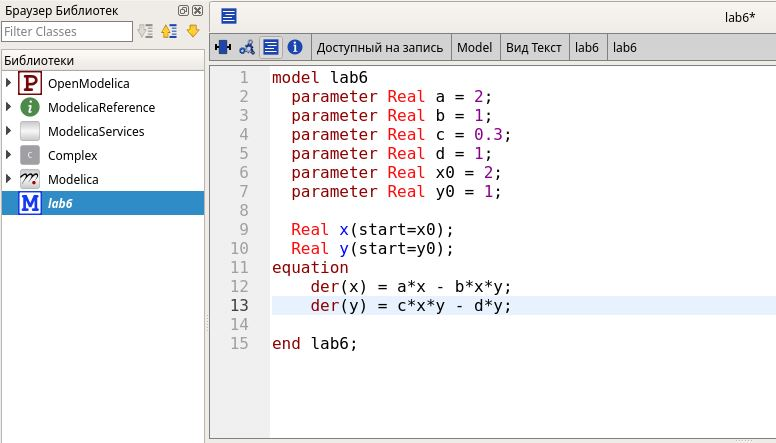 Браузер Библиотек
Filter Classes
Библиотеки
OpenModelica
ModelicaReference
ModelicaServices
Complex
Modelica
lab6
lab6*
Доступный на запись Model Вид Текст lab6 lab6
1 model lab6
2   parameter Real a = 2;
3   parameter Real b = 1;
4   parameter Real c = 0.3;
5   parameter Real d = 1;
6   parameter Real x0 = 2;
7   parameter Real y0 = 1;
8
9   Real x(start=x0);
10   Real y(start=y0);
11 equation
12     der(x) = a*x - b*x*y;
13     der(y) = c*x*y - d*y;
14
15 end lab6;